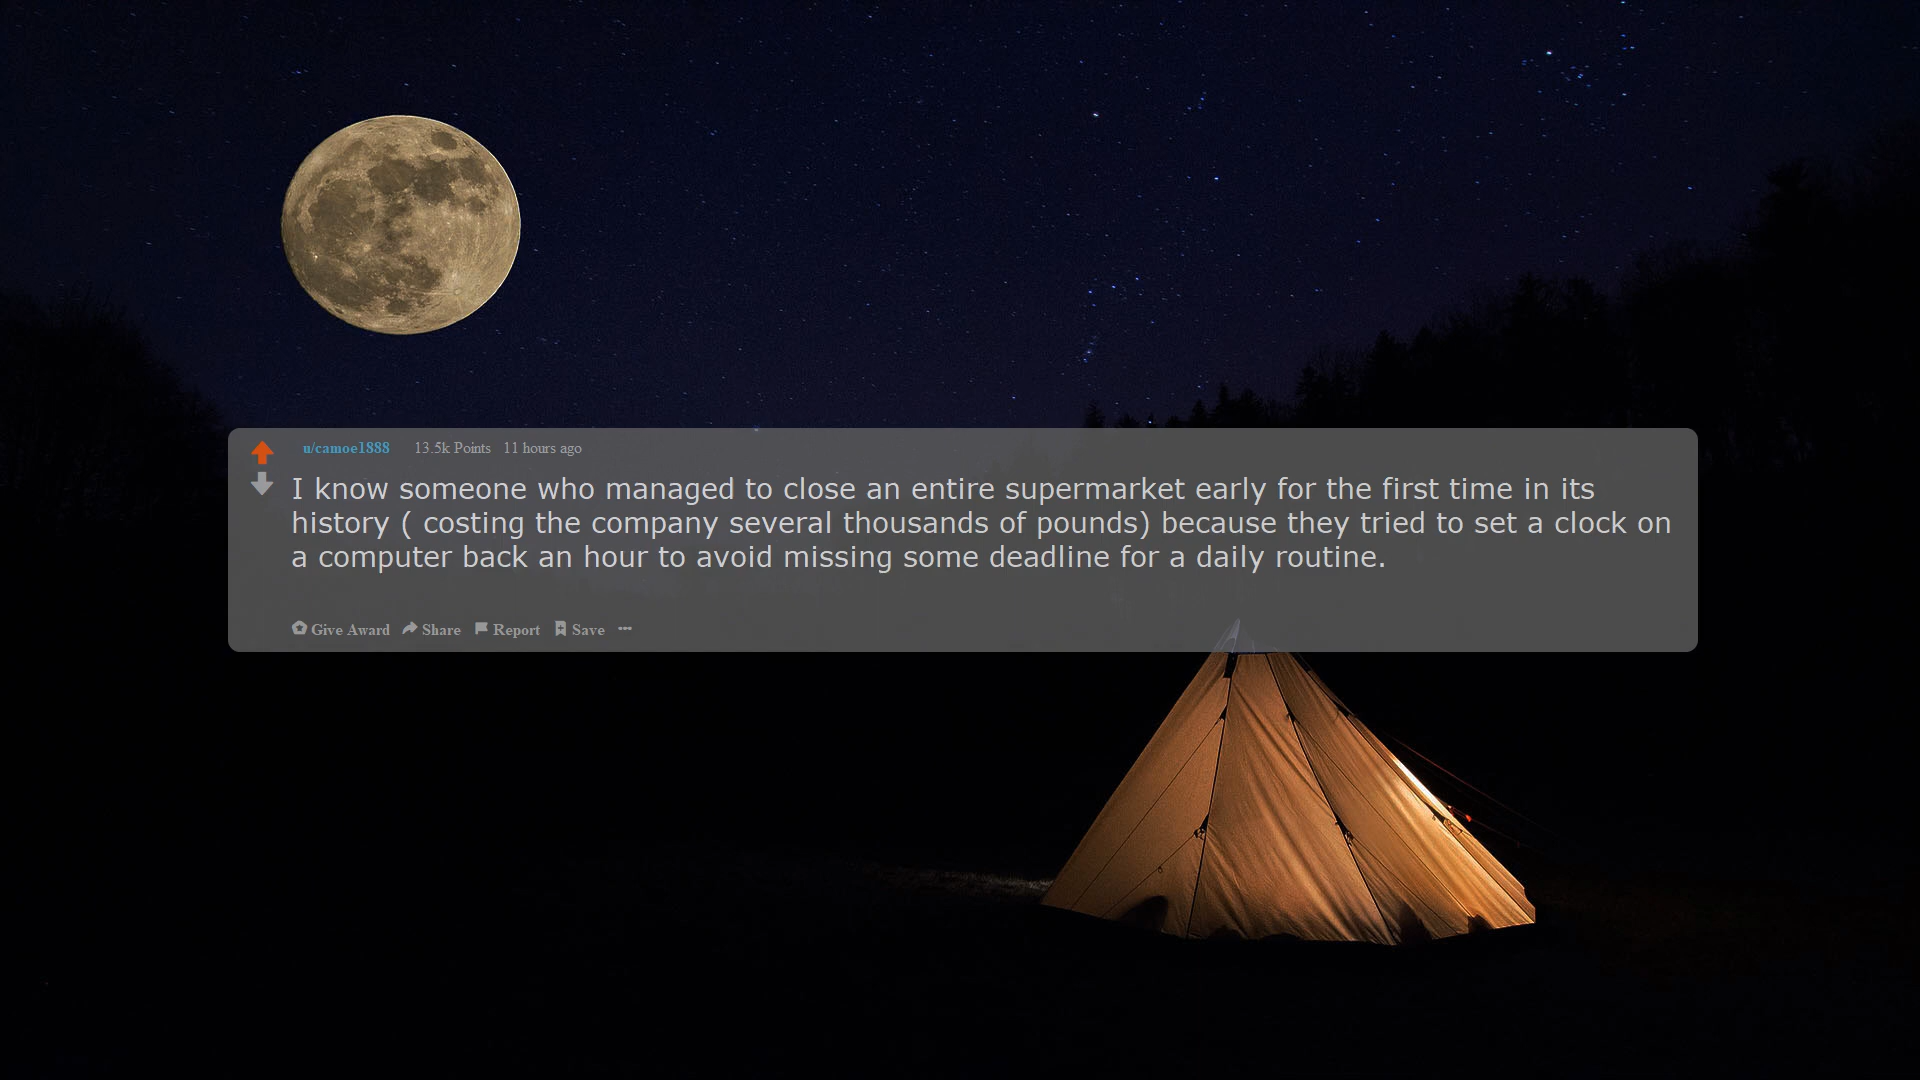 u/camoe1888 13.5k Points 11 hours ago
I know someone who managed to close an entire supermarket early for the first time in its
history ( costing the company several thousands of pounds) because they tried to set a clock on
a computer back an hour to avoid missing some deadline for a daily routine.
Give Award Share Report Save